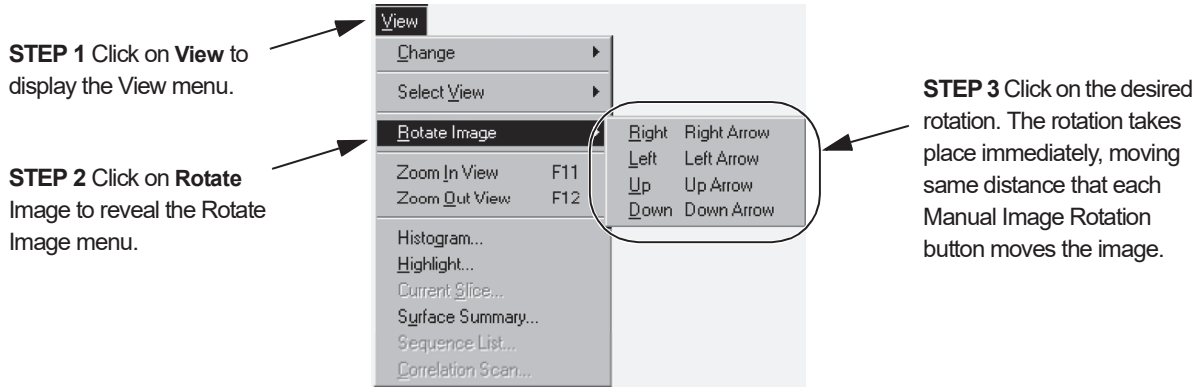 STEP 1 Click on View to
display the View menu.
STEP 2 Click on Rotate
Image to reveal the Rotate
Image menu.
View
Change
Select View
Rotate Image
Zoom In View F11
Zoom Out View F12
Histogram...
Highlight...
Current Slice...
Surface Summary...
Sequence List...
Correlation Scan...
Right Right Arrow
Left Left Arrow
Up Up Arrow
Down Down Arrow
STEP 3 Click on the desired
rotation. The rotation takes
place immediately, moving
same distance that each
Manual Image Rotation
button moves the image.